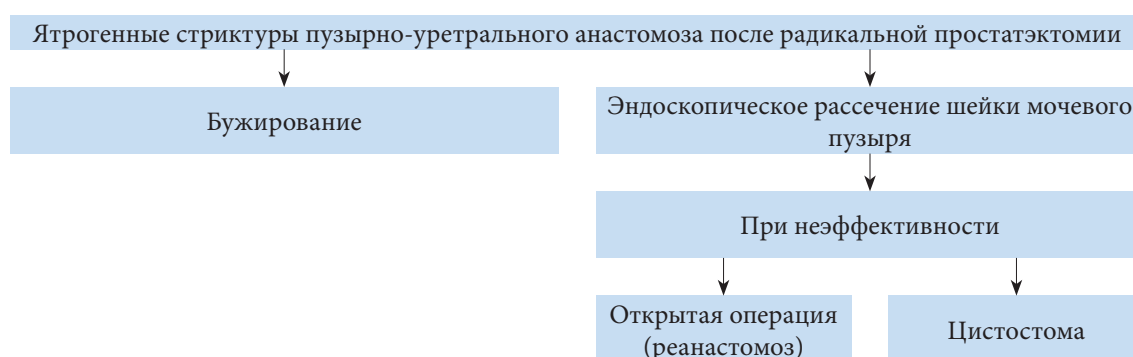 Ятрогенные стриктуры пузырно-уретрального анастомоза после радикальной простатэктомии
Бужирование
Эндоскопическое рассечение шейки мочевого
пузыря
При неэффективности
Открытая операция
(реанастомоз)
Цистостома